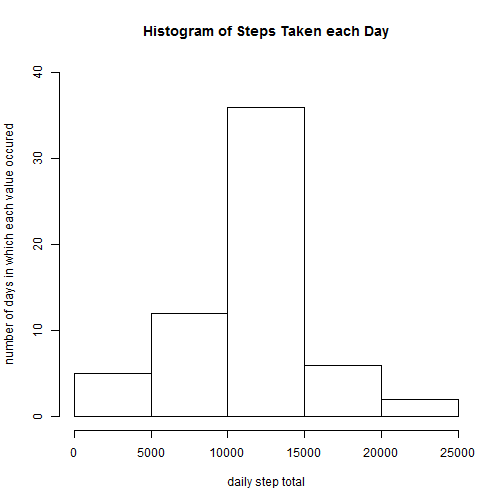 Histogram of Steps Taken each Day
number of days in which each value occured
40
30
20
10
0
0 5000 10000 15000 20000 25000
daily step total